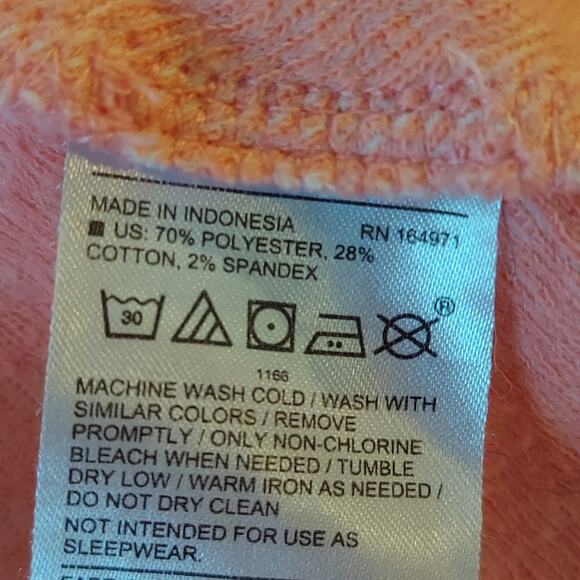 MADE IN INDONESIA RN 164971
US: 70% POLYESTER, 28%
COTTON, 2% SPANDEX
30
®
1166
MACHINE WASH COLD / WASH WITH
SIMILAR COLORS / REMOVE
PROMPTLY / ONLY NON-CHLORINE
BLEACH WHEN NEEDED / TUMBLE
DRY LOW / WARM IRON AS NEEDED /
DO NOT DRY CLEAN
NOT INTENDED FOR USE AS
SLEEPWEAR.